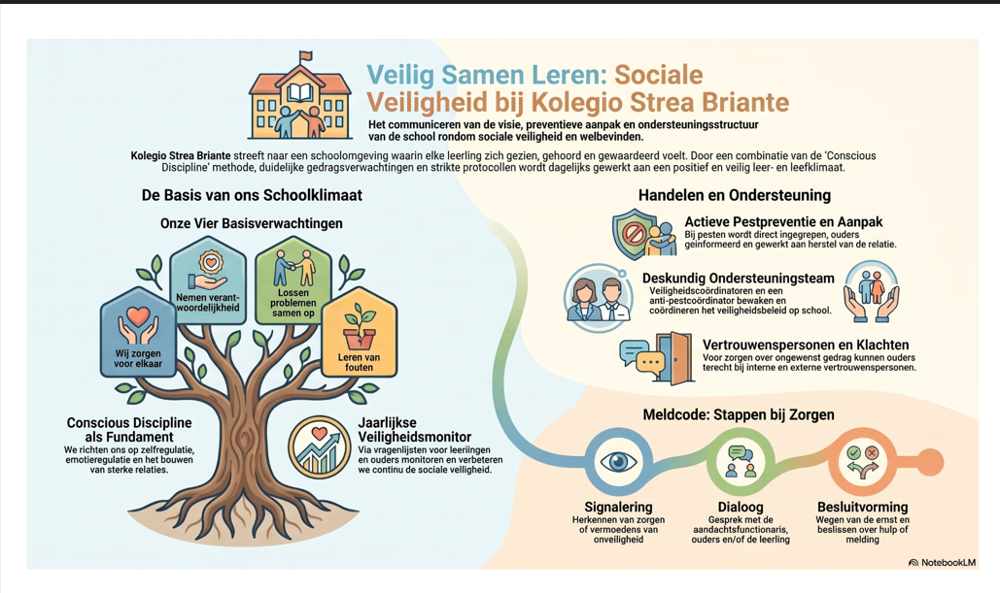 Veilig Samen Leren: Sociale
Veiligheid bij Kolegio Strea Briante
Het communiceren van de visie, preventieve aanpak en ondersteuningsstructuur
van de school rondom sociale veiligheid en welbevinden.
Kolegio Strea Briante streeft naar een schoolomgeving waarin elke leerling zich gezien, gehoord en gewaardeerd voelt. Door een combinatie van de ‘Conscious
Discipline’ methode, duidelijke gedragsverwachtingen en strikte protocollen wordt dagelijks gewerkt aan een positief en veilig leer- en leefklimaat.
De Basis van ons Schoolklimaat
Onze Vier Basisverwachtingen
Wij zorgen
voor elkaar
Nemen verant-
woordelijkheid
Lossen
problemen
samen op
Leren van
fouten
Conscious Discipline
als Fundament
We richten ons op zelfregulatie,
emotieregulatie en het bouwen
van sterke relaties.
Jaarlijkse
Veiligheidsmonitor
Via vragenlijsten voor leerlingen
en ouders monitoren en verbeteren
we continu de sociale veiligheid.
Handelen en Ondersteuning
Actieve Pestpreventie en Aanpak
Bij pesten wordt direct ingegrepen, ouders
geïnformeerd en gewerkt aan herstel van de relatie.
Deskundig Ondersteuningsteam
Veiligheidscoördinatoren en een
anti-pestcoördinator bewaken en
coördineren het veiligheidsbeleid op school.
Vertrouwenspersonen en Klachten
Voor zorgen over ongewenst gedrag kunnen ouders
terecht bij interne en externe vertrouwenspersonen.
Meldcode: Stappen bij Zorgen
Signalering
Herkennen van zorgen
of vermoedens van
onveiligheid
Dialoog
Gesprek met de
aandachtsfunctionaris,
ouders en/of de leerling
Besluitvorming
Wegen van de ernst en
beslissen over hulp of
melding
NotebookLM